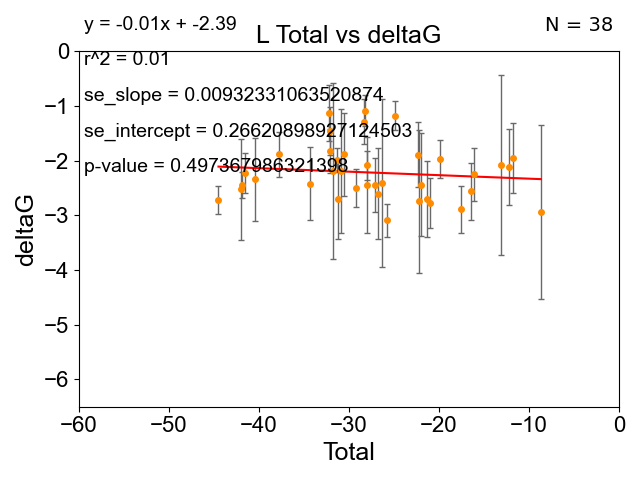 y = -0.01x + -2.39
N = 38
L Total vs deltaG
r^2 = 0.01
se_slope = 0.00932331063520874
se_intercept = 0.26620898927124503
p-value = 0.497367986321398
0
−1
−2
−3
−4
−5
−6
deltaG
−60 −50 −40 −30 −20 −10 0
Total